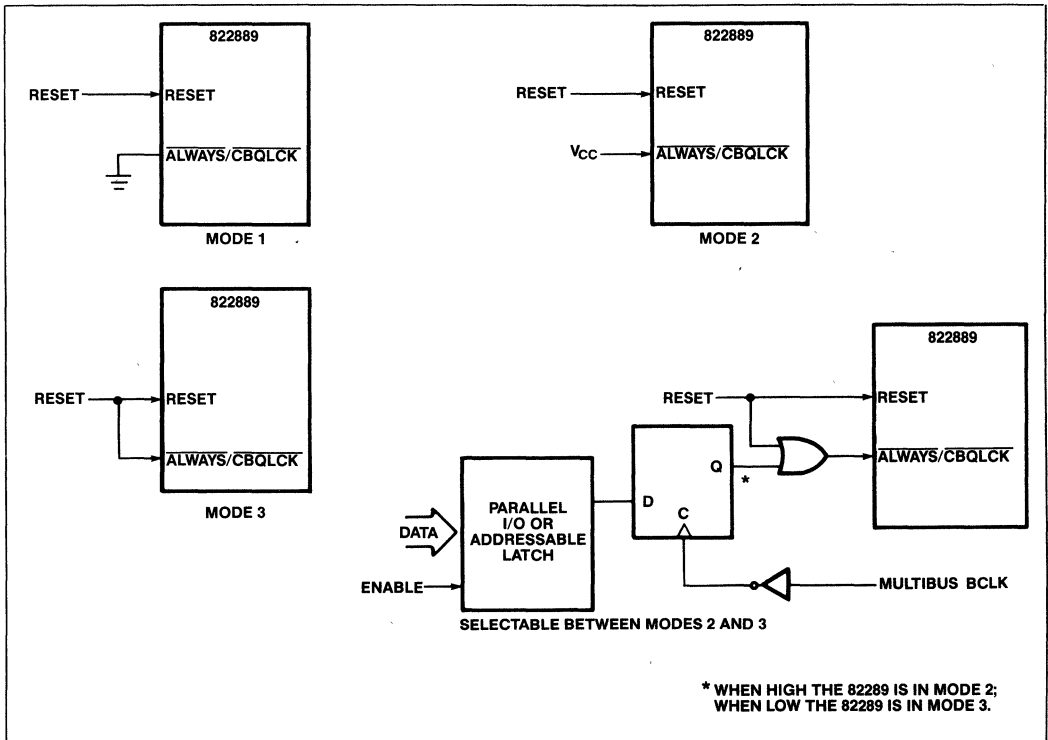 822889
RESET
RESET
ALWAYS/CBQLCK
MODE 1
822889
RESET
RESET
VCC
ALWAYS/CBQLCK
MODE 2
822889
RESET
RESET
ALWAYS/CBQLCK
MODE 3
822889
RESET
RESET
ALWAYS/CBQLCK
Q
*
D
C
PARALLEL
I/O OR
ADDRESSABLE
LATCH
DATA
ENABLE
MULTIBUS BCLK
SELECTABLE BETWEEN MODES 2 AND 3
* WHEN HIGH THE 82289 IS IN MODE 2;
WHEN LOW THE 82289 IS IN MODE 3.